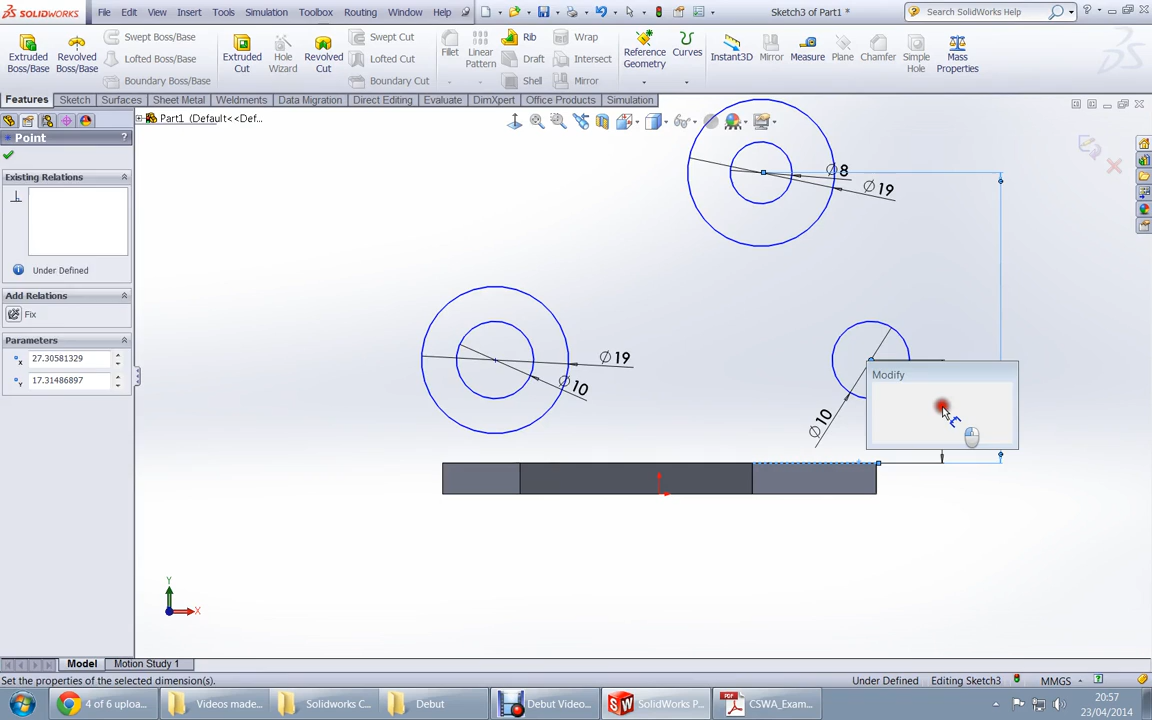 SOLIDWORKS File Edit View Insert Tools Simulation Toolbox Routing Window Help Sketch3 of Part1 * Search SolidWorks Help
Extruded Boss/Base
Revolved Boss/Base
Swept Boss/Base
Lofted Boss/Base
Boundary Boss/Base
Extruded Cut
Hole Wizard
Revolved Cut
Swept Cut
Lofted Cut
Boundary Cut
Fillet
Linear Pattern
Rib
Draft
Shell
Wrap
Intersect
Mirror
Reference Geometry
Curves
Instant3D
Mirror
Measure
Plane
Chamfer
Simple Hole
Mass Properties
Features Sketch Surfaces Sheet Metal Weldments Data Migration Direct Editing Evaluate DimXpert Office Products Simulation
Part1 (Default<<Def...
Point ?
Existing Relations
Under Defined
Add Relations
Fix
Parameters
27.30581329
17.31486897
∅8
∅19
∅19
∅10
∅10
Modify
Y
X
Model Motion Study 1
Set the properties of the selected dimension(s). Under Defined Editing Sketch3 MMGS
4 of 6 uploa... Videos made... SolidWorks C... Debut Debut Video... SolidWorks P... CSWA_Exam...
20:57
23/04/2014